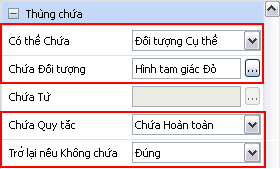 Thùng chứa
Có thể Chứa Đối tượng Cụ thể
Chứa Đối tượng Hình tam giác Đỏ ...
Chứa Từ ...
Chứa Quy tắc Chứa Hoàn toàn
Trở lại nếu Không chứa Đúng